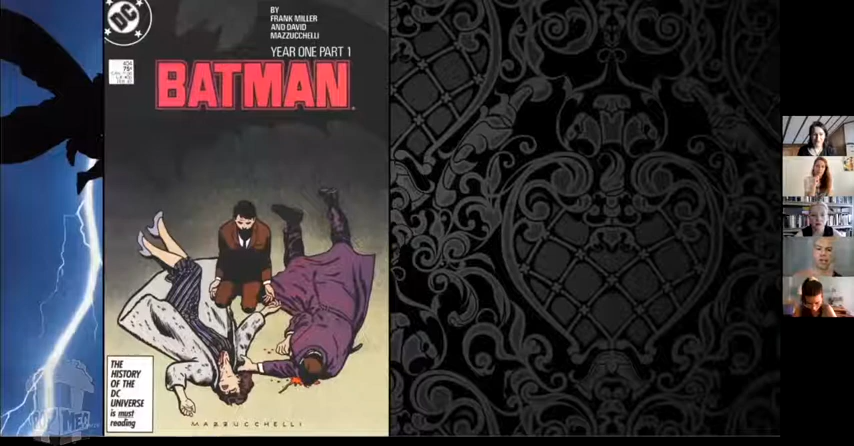 DC
BY
FRANK MILLER
AND DAVID
MAZZUCCHELLI
YEAR ONE PART 1
BATMAN
THE
HISTORY
OF THE
DC
UNIVERSE
is must
reading
MAZZUCCHELLI